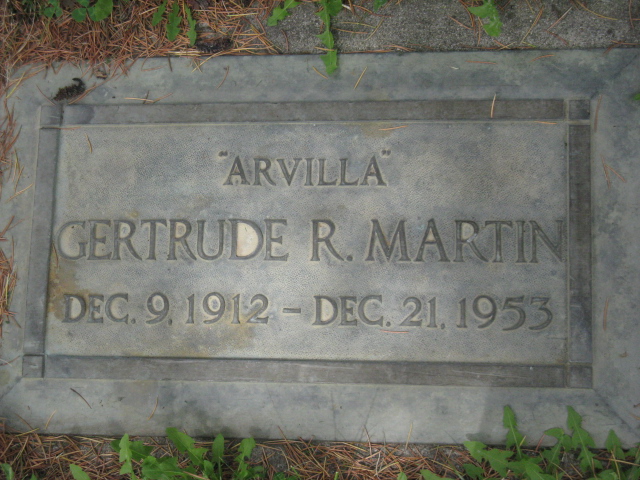 "ARVILLA"
GERTRUDE R. MARTIN
DEC. 9, 1912 - DEC. 21, 1953